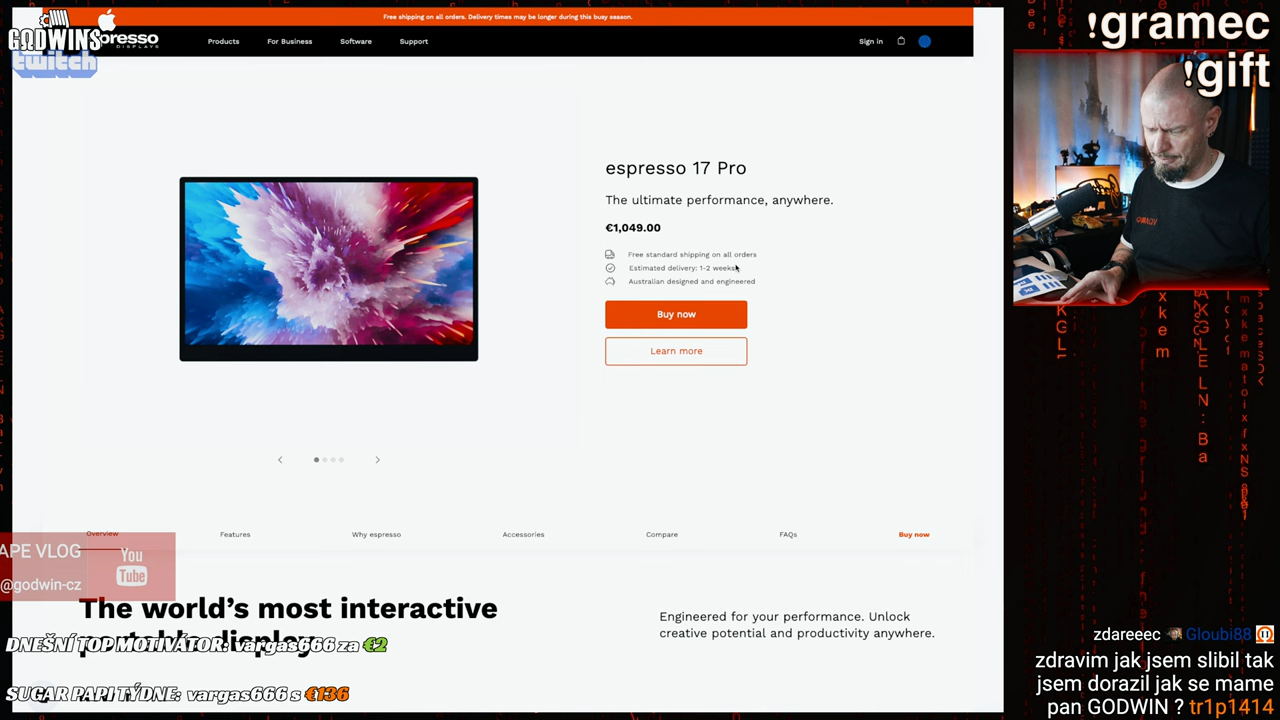 Free shipping on all orders. Delivery times may be longer during this busy season.
GODWINS
twitch
presso
DISPLAYS
Products
For Business
Software
Support
Sign in
!gramec
!gift
espresso 17 Pro
The ultimate performance, anywhere.
€1,049.00
Free standard shipping on all orders
Estimated delivery: 1-2 weeks
Australian designed and engineered
Buy now
Learn more
Overview
Features
Why espresso
Accessories
Compare
FAQs
Buy now
APE VLOG
You
Tube
@godwin-cz
The world's most interactive
portable display
Engineered for your performance. Unlock
creative potential and productivity anywhere.
DNEŠNÍ TOP MOTIVÁTOR: vargas666 za €2
SUGAR PAPI TÝDNE: vargas666 s €136
zdareeec Gloubi88
zdravim jak jsem slibil tak
jsem dorazil jak se mame
pan GODWIN ? tr1p1414